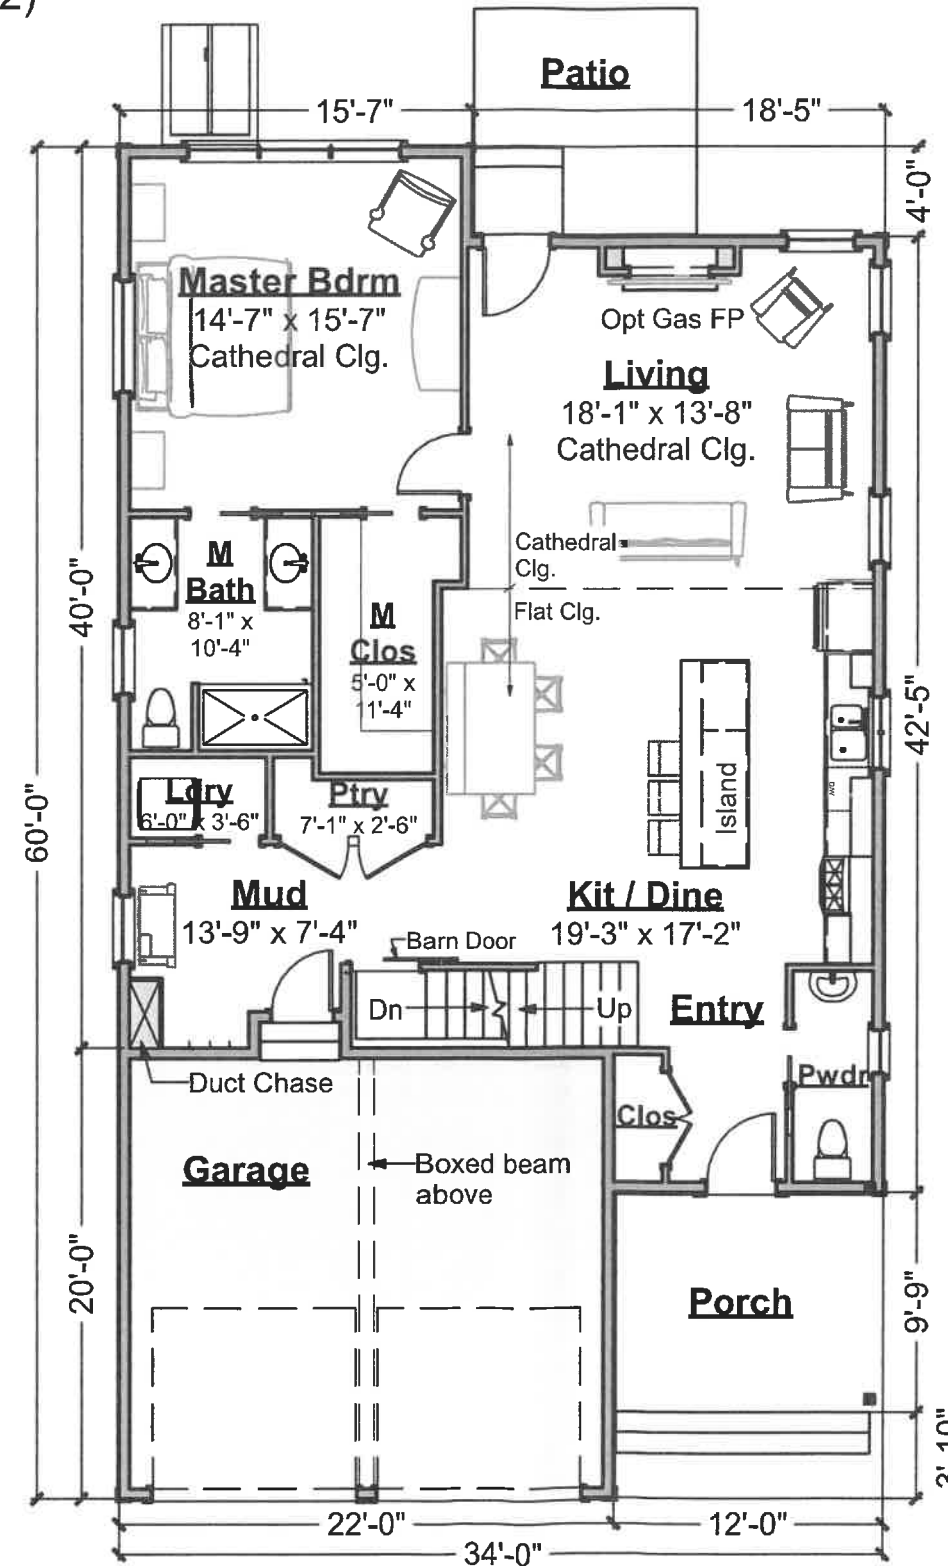 2)
Patio
15'-7"
18'-5"
4'-0"
Master Bdrm
14'-7" x 15'-7"
Cathedral Clg.
Opt Gas FP
Living
18'-1" x 13'-8"
Cathedral Clg.
Cathedral
Clg.
Flat Clg.
M
Bath
8'-1" x
10'-4"
M
Clos
5'-0" x
11'-4"
40'-0"
42'-5"
60'-0"
Island
D/W
Ldry
6'-0" x 3'-6"
Ptry
7'-1" x 2'-6"
Mud
13'-9" x 7'-4"
Kit / Dine
19'-3" x 17'-2"
Barn Door
Dn
Up
Entry
Duct Chase
Pwdr
Clos
Garage
Boxed beam
above
20'-0"
Porch
9'-9"
22'-0"
12'-0"
34'-0"